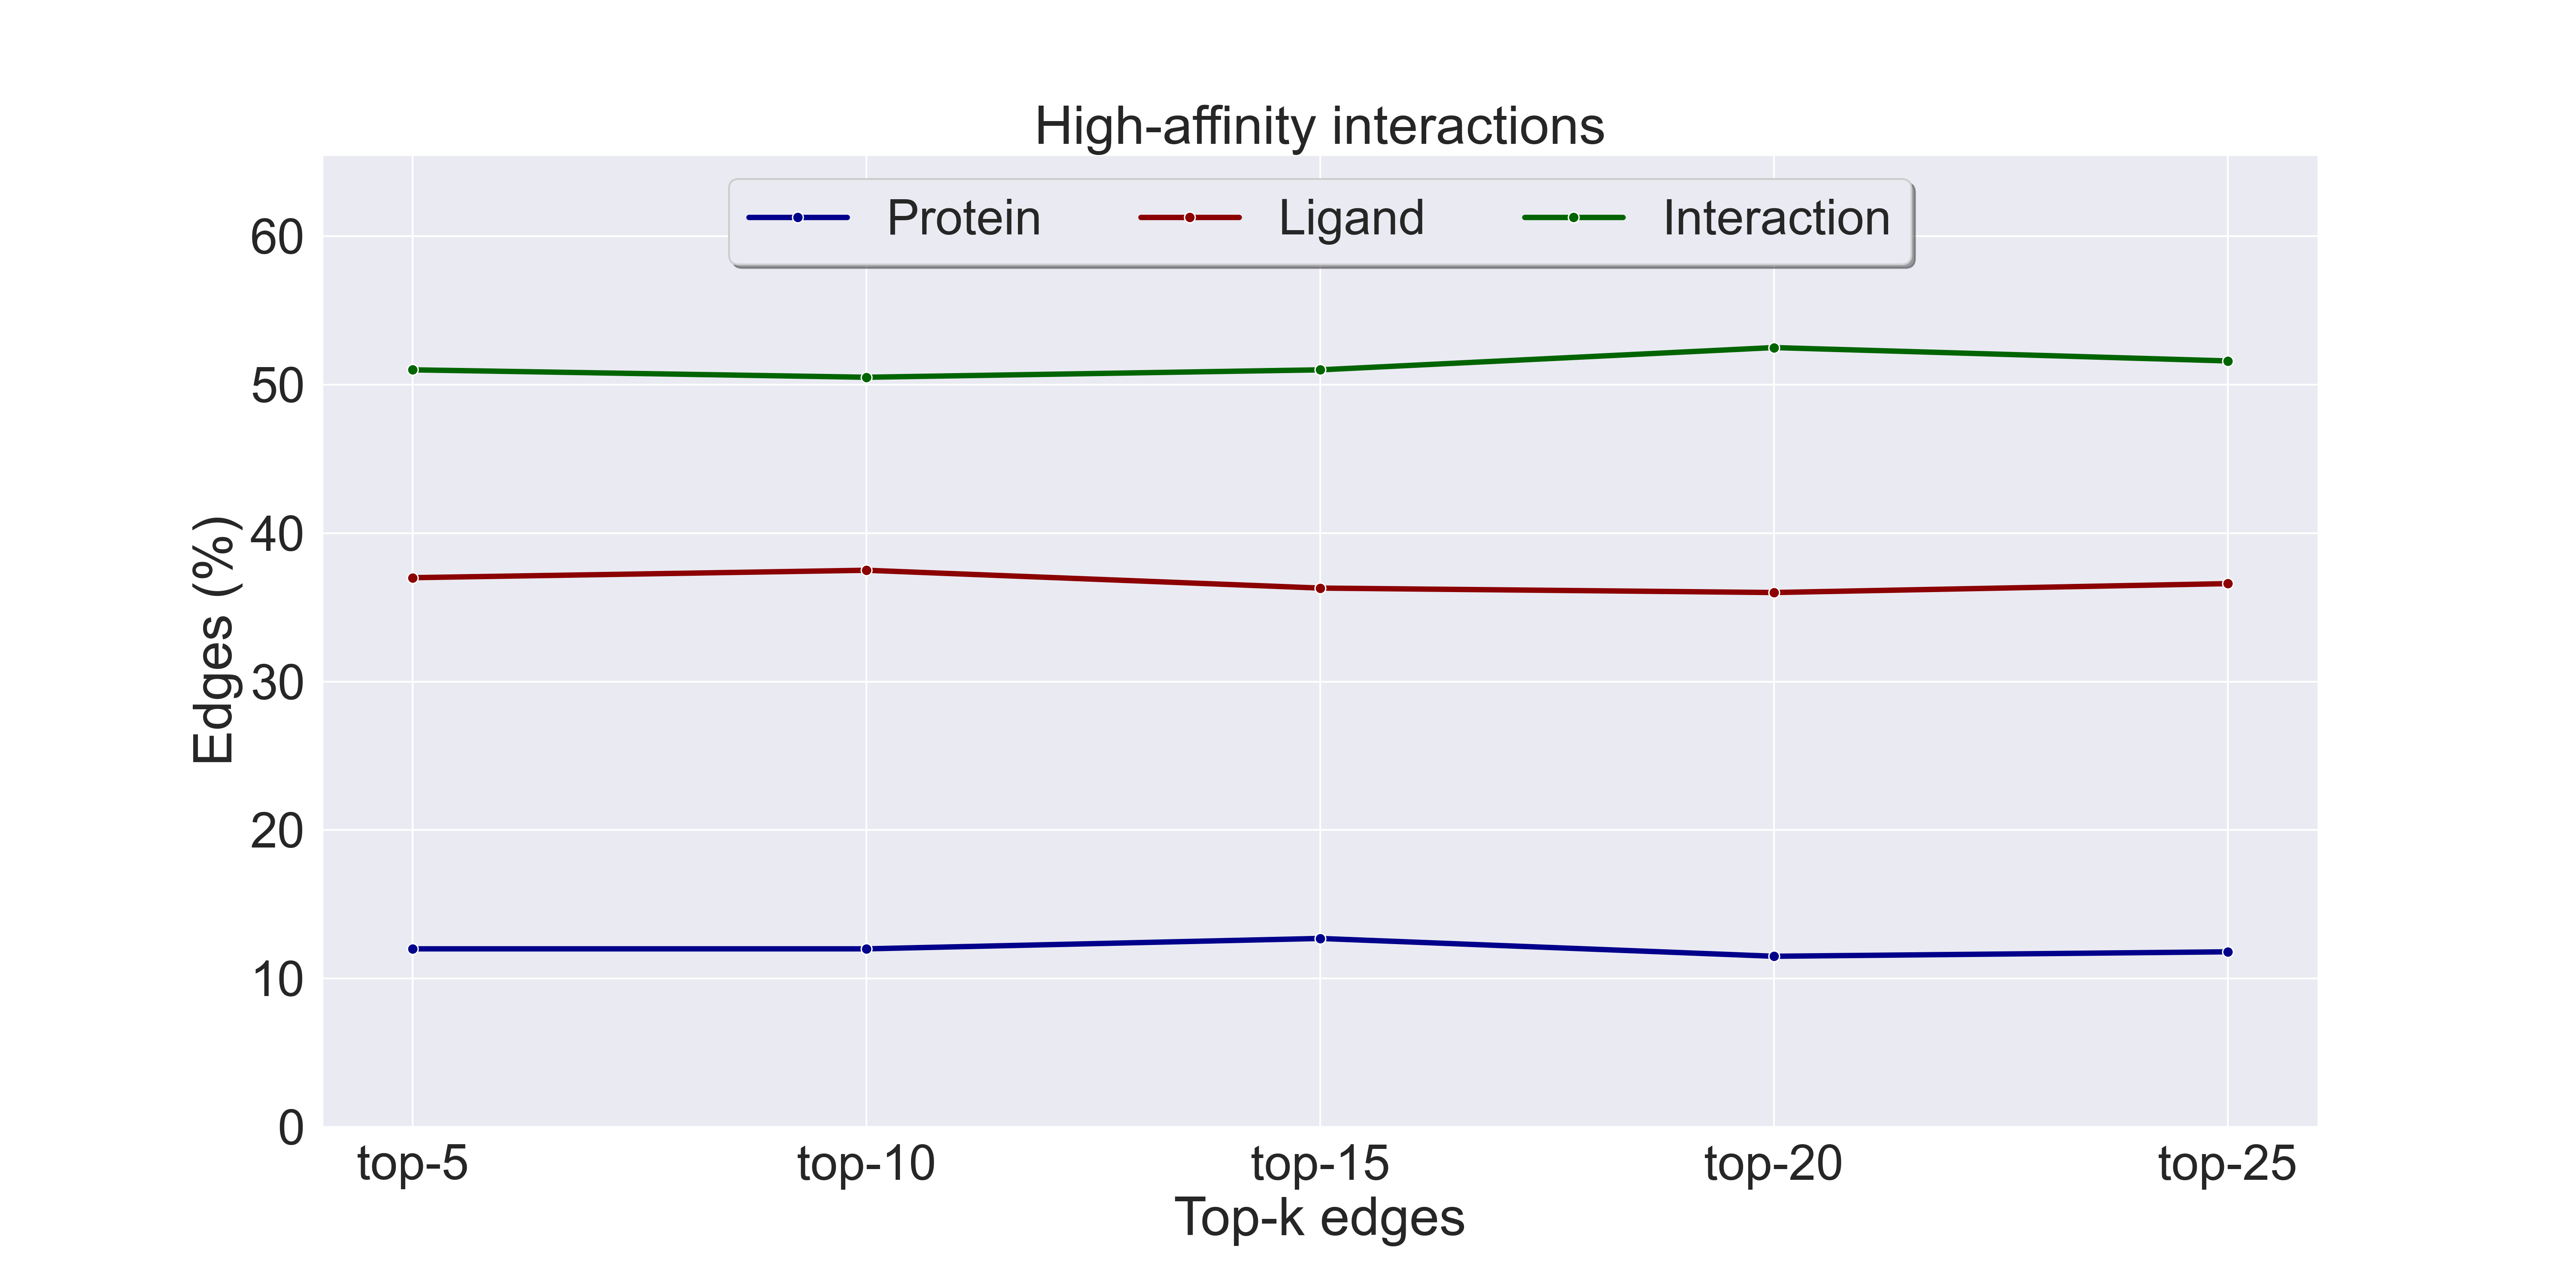 High-affinity interactions
Protein
Ligand
Interaction
60
50
40
30
20
10
0
Edges (%)
top-5
top-10
top-15
top-20
top-25
Top-k edges